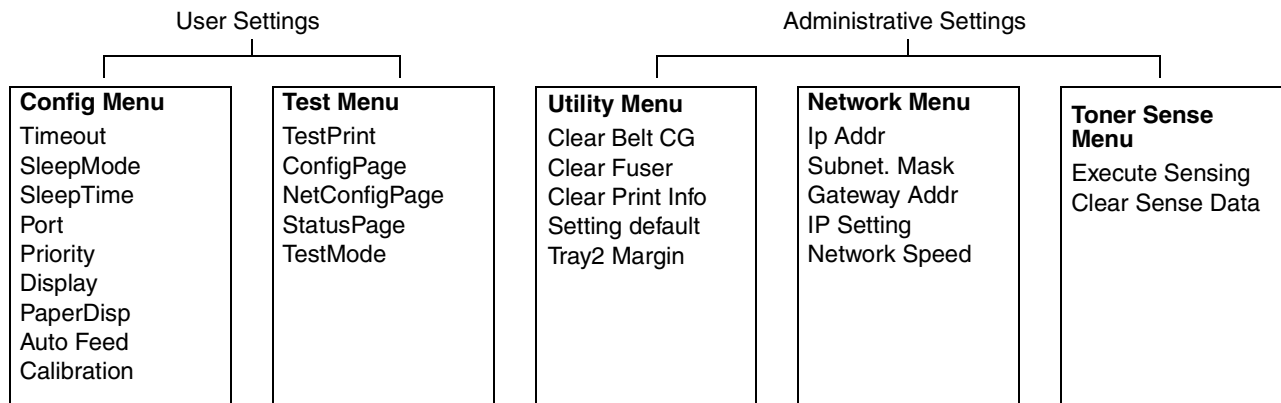 User Settings
Administrative Settings
Config Menu
Timeout
SleepMode
SleepTime
Port
Priority
Display
PaperDisp
Auto Feed
Calibration
Test Menu
TestPrint
ConfigPage
NetConfigPage
StatusPage
TestMode
Utility Menu
Clear Belt CG
Clear Fuser
Clear Print Info
Setting default
Tray2 Margin
Network Menu
Ip Addr
Subnet. Mask
Gateway Addr
IP Setting
Network Speed
Toner Sense
Menu
Execute Sensing
Clear Sense Data